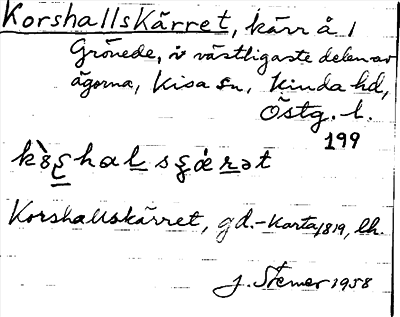 Korshallskärret, kärr å 1
Grönede, i västligaste delen av
ägorna, Kisa sn, Kinda hd,
Östg. l.
199
Korshallskärret, gd.-Karta 1819, lh.
J. Stemer 1958